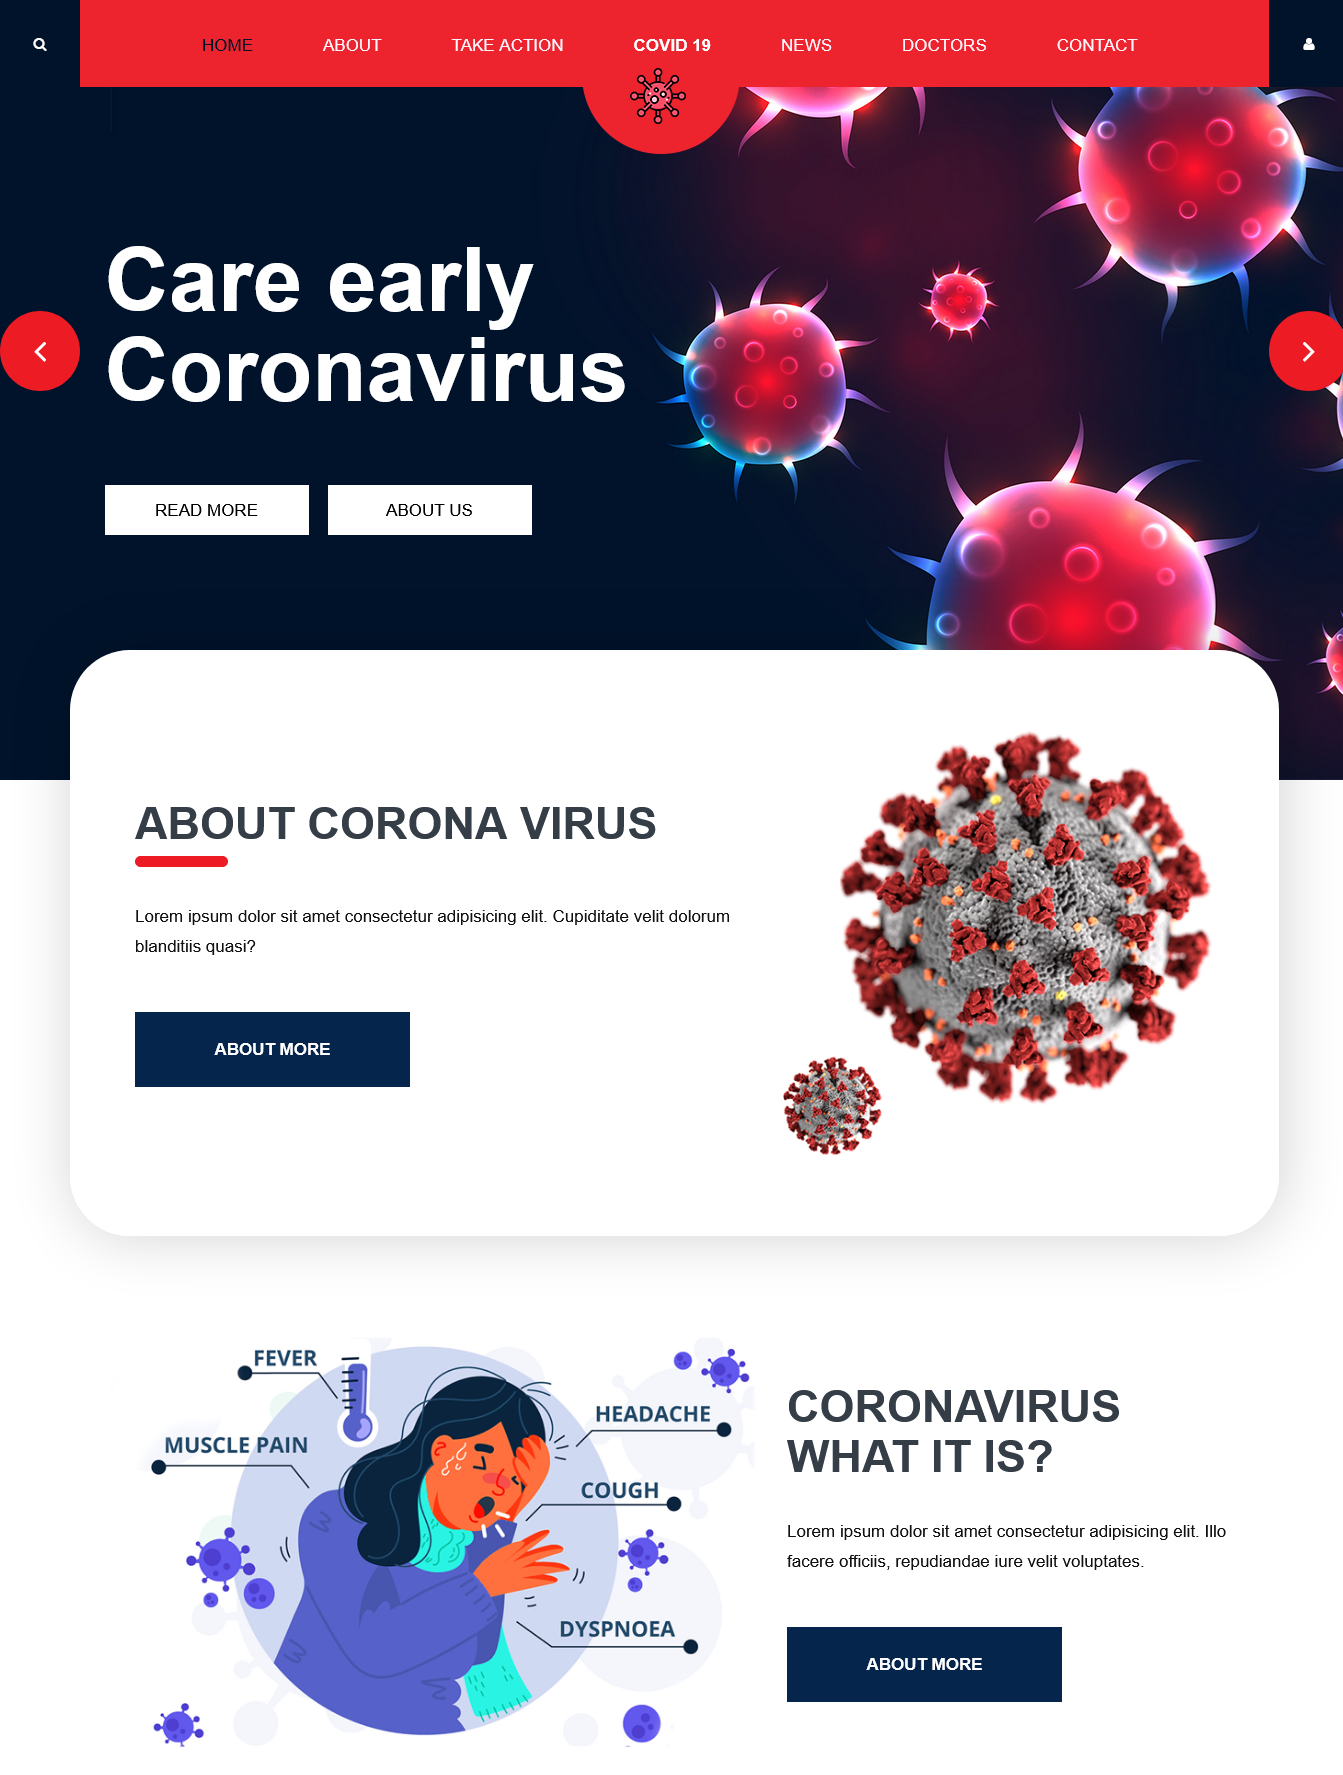 HOME ABOUT TAKE ACTION COVID 19 NEWS DOCTORS CONTACT
Care early
Coronavirus
READ MORE ABOUT US
ABOUT CORONA VIRUS
Lorem ipsum dolor sit amet consectetur adipisicing elit. Cupiditate velit dolorum
blanditiis quasi?
ABOUT MORE
FEVER
HEADACHE
MUSCLE PAIN
COUGH
DYSPNOEA
CORONAVIRUS
WHAT IT IS?
Lorem ipsum dolor sit amet consectetur adipisicing elit. Illo
facere officiis, repudiandae iure velit voluptates.
ABOUT MORE